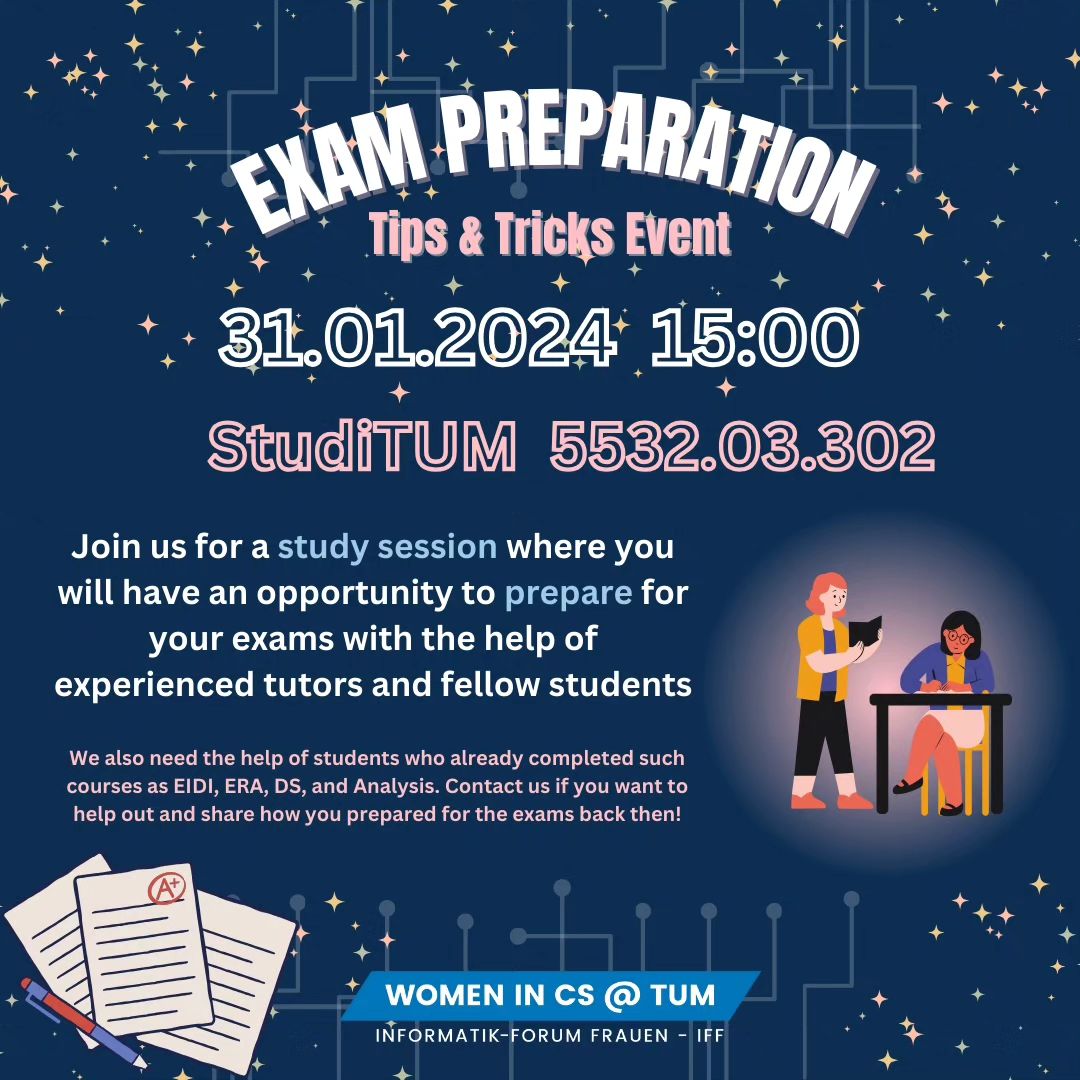 EXAM PREPARATION
Tips & Tricks Event
31.01.2024 15:00
StudiTUM 5532.03.302
Join us for a study session where you
will have an opportunity to prepare for
your exams with the help of
experienced tutors and fellow students
We also need the help of students who already completed such
courses as EIDI, ERA, DS, and Analysis. Contact us if you want to
help out and share how you prepared for the exams back then!
A+
WOMEN IN CS @ TUM
INFORMATIK-FORUM FRAUEN - IFF